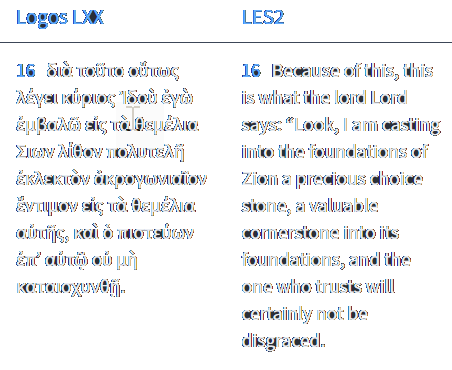 Logos LXX
16 διὰ τοῦτο οὕτως
λέγει κύριος Ἰδοὺ ἐγὼ
ἐμβαλῶ εἰς τὰ θεμέλια
Σιων λίθον πολυτελῆ
ἐκλεκτὸν ἀκρογωνιαῖον
ἔντιμον εἰς τὰ θεμέλια
αὐτῆς, καὶ ὁ πιστεύων
ἐπʼ αὐτῷ οὐ μὴ
καταισχυνθῇ.
LES2
16 Because of this, this
is what the lord Lord
says: “Look, I am casting
into the foundations of
Zion a precious choice
stone, a valuable
cornerstone into its
foundations, and the
one who trusts will
certainly not be
disgraced.